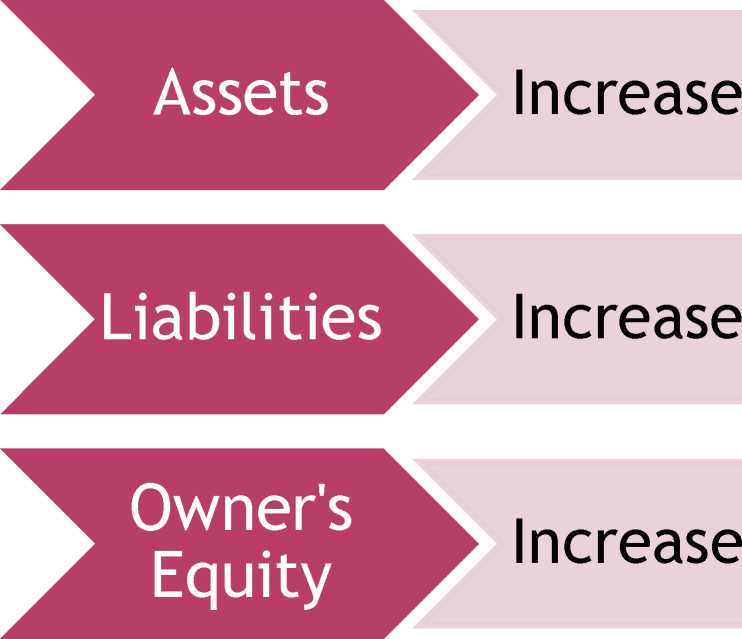 Assets Increase
Liabilities Increase
Owner's
Equity
Increase